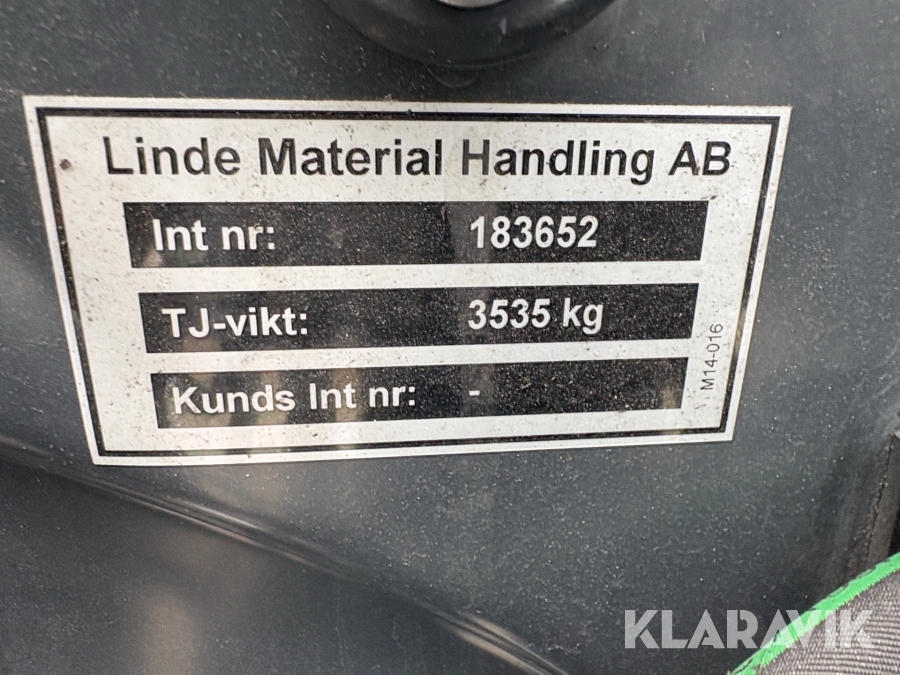 Linde Material Handling AB
Int nr: 183652
TJ-vikt: 3535 kg
Kunds Int nr: -
M14-016
KLARAVIK